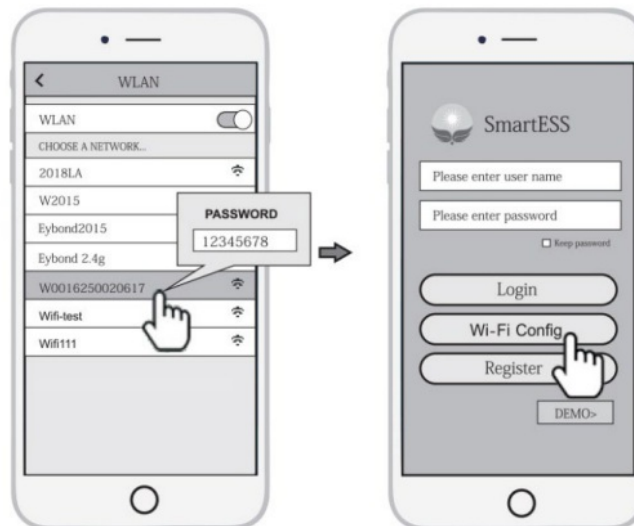 WLAN
WLAN
CHOOSE A NETWORK...
2018LA
W2015
Eybond2015
Eybond 2.4g
W0016250020617
Wifi-test
Wifi111
PASSWORD
12345678
SmartESS
Please enter user name
Please enter password
Keep password
Login
Wi-Fi Config
Register
DEMO>